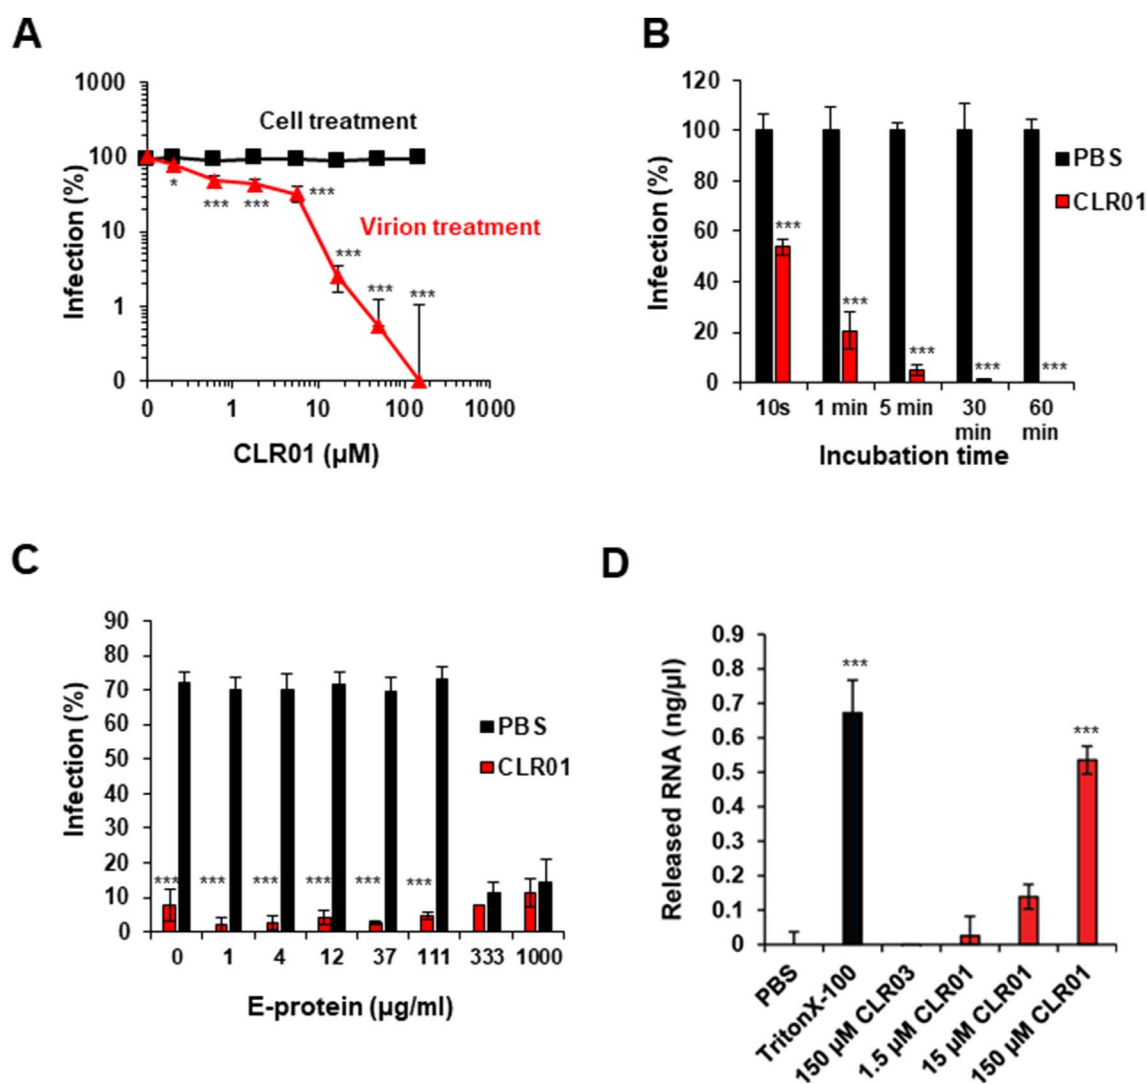 A
1000
100
10
1
0
Infection (%)
Cell treatment
Virion treatment
*
***
***
***
***
***
***
0 1 10 100 1000
CLR01 (µM)
B
120
100
80
60
40
20
0
Infection (%)
PBS
CLR01
***
***
***
***
***
10s 1 min 5 min 30 min 60 min
Incubation time
C
90
80
70
60
50
40
30
20
10
0
Infection (%)
PBS
CLR01
*** *** *** *** *** ***
0 1 4 12 37 111 333 1000
E-protein (µg/ml)
D
0.9
0.8
0.7
0.6
0.5
0.4
0.3
0.2
0.1
0
Released RNA (ng/µl)
***
***
PBS
TritonX-100
150 µM CLR03
1.5 µM CLR01
15 µM CLR01
150 µM CLR01